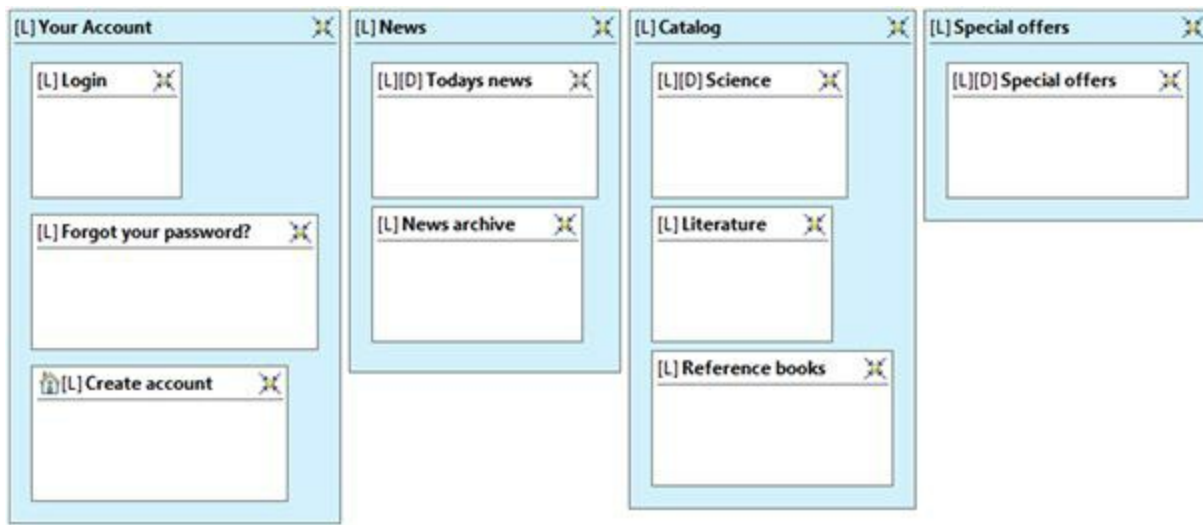 [L] Your Account
[L] Login
[L] Forgot your password?
[L] Create account
[L] News
[L][D] Todays news
[L] News archive
[L] Catalog
[L][D] Science
[L] Literature
[L] Reference books
[L] Special offers
[L][D] Special offers